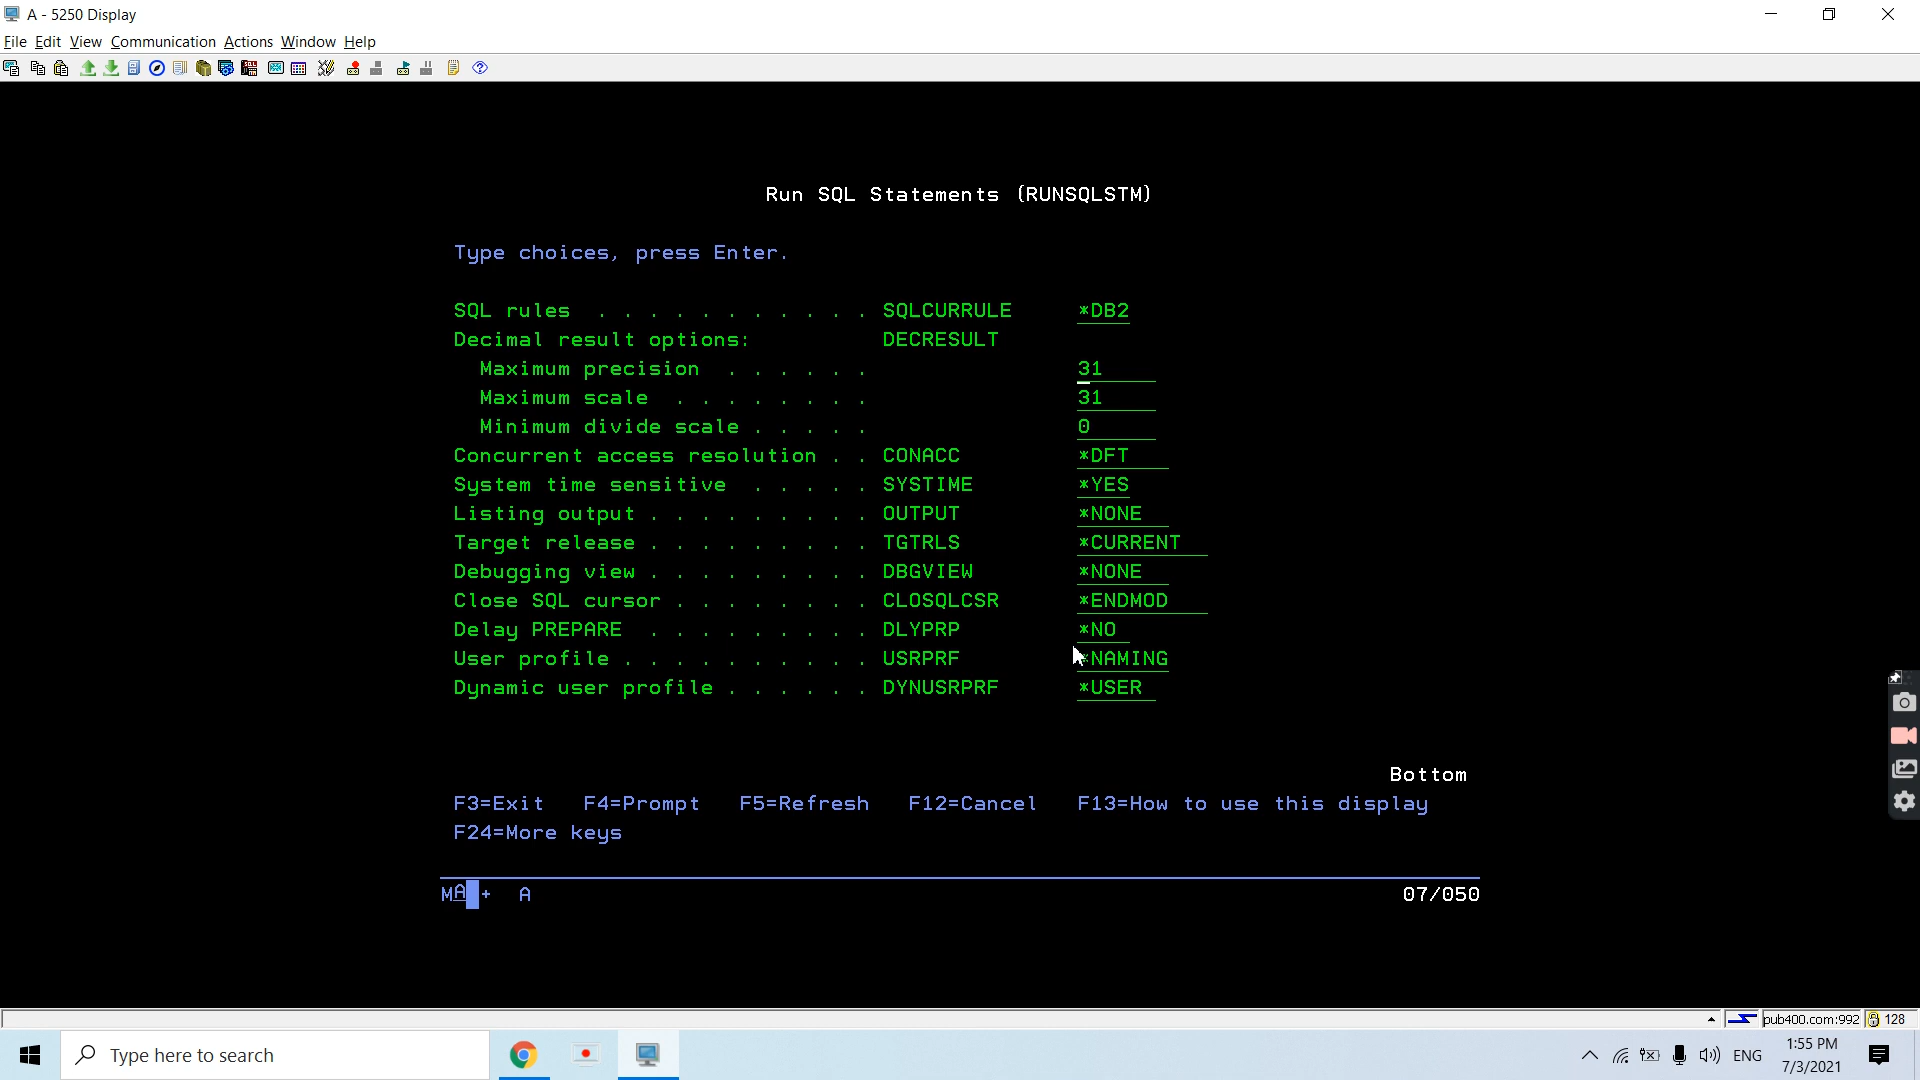 A - 5250 Display
File Edit View Communication Actions Window Help
Run SQL Statements (RUNSQLSTM)
Type choices, press Enter.
SQL rules . . . . . . . . . . . SQLCURRULE *DB2
Decimal result options: DECRESULT
Maximum precision . . . . . . 31
Maximum scale . . . . . . . . 31
Minimum divide scale . . . . . 0
Concurrent access resolution . . CONACC *DFT
System time sensitive . . . . . SYSTIME *YES
Listing output . . . . . . . . . OUTPUT *NONE
Target release . . . . . . . . . TGTRLS *CURRENT
Debugging view . . . . . . . . . DBGVIEW *NONE
Close SQL cursor . . . . . . . . CLOSQLCSR *ENDMOD
Delay PREPARE . . . . . . . . . DLYPRP *NO
User profile . . . . . . . . . . USRPRF *NAMING
Dynamic user profile . . . . . . DYNUSRPRF *USER
Bottom
F3=Exit F4=Prompt F5=Refresh F12=Cancel F13=How to use this display
F24=More keys
MA + A 07/050
pub400.com:992 128
Type here to search ENG 1:55 PM
7/3/2021